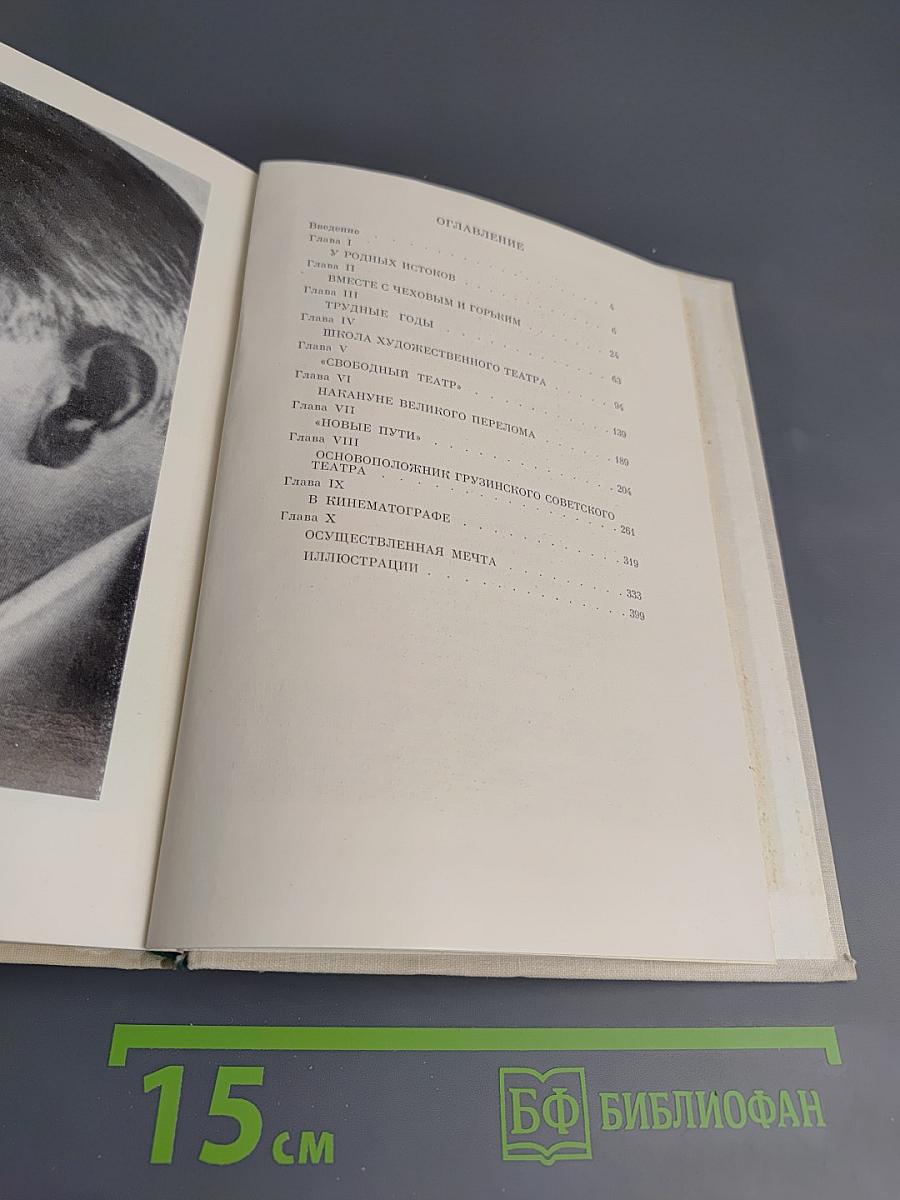 ОГЛАВЛЕНИЕ
Введение . . . . . . . . . . 4
Глава I
У РОДНЫХ ИСТОКОВ . . . . . . . . . . 6
Глава II
ВМЕСТЕ С ЧЕХОВЫМ И ГОРЬКИМ . . . . . . 24
Глава III
ТРУДНЫЕ ГОДЫ . . . . . . . . . . 63
Глава IV
ШКОЛА ХУДОЖЕСТВЕННОГО ТЕАТРА . . . . . 94
Глава V
«СВОБОДНЫЙ ТЕАТР» . . . . . . . . . . 139
Глава VI
НАКАНУНЕ ВЕЛИКОГО ПЕРЕЛОМА . . . . . . 189
Глава VII
«НОВЫЕ ПУТИ» . . . . . . . . . . 204
Глава VIII
ОСНОВОПОЛОЖНИК ГРУЗИНСКОГО СОВЕТСКОГО
ТЕАТРА . . . . . . . . . . 261
Глава IX
В КИНЕМАТОГРАФЕ . . . . . . . . . . 319
Глава X
ОСУЩЕСТВЛЕННАЯ МЕЧТА . . . . . . . . 333
ИЛЛЮСТРАЦИИ . . . . . . . . . . 399
15 см
БФ БИБЛИОФАН